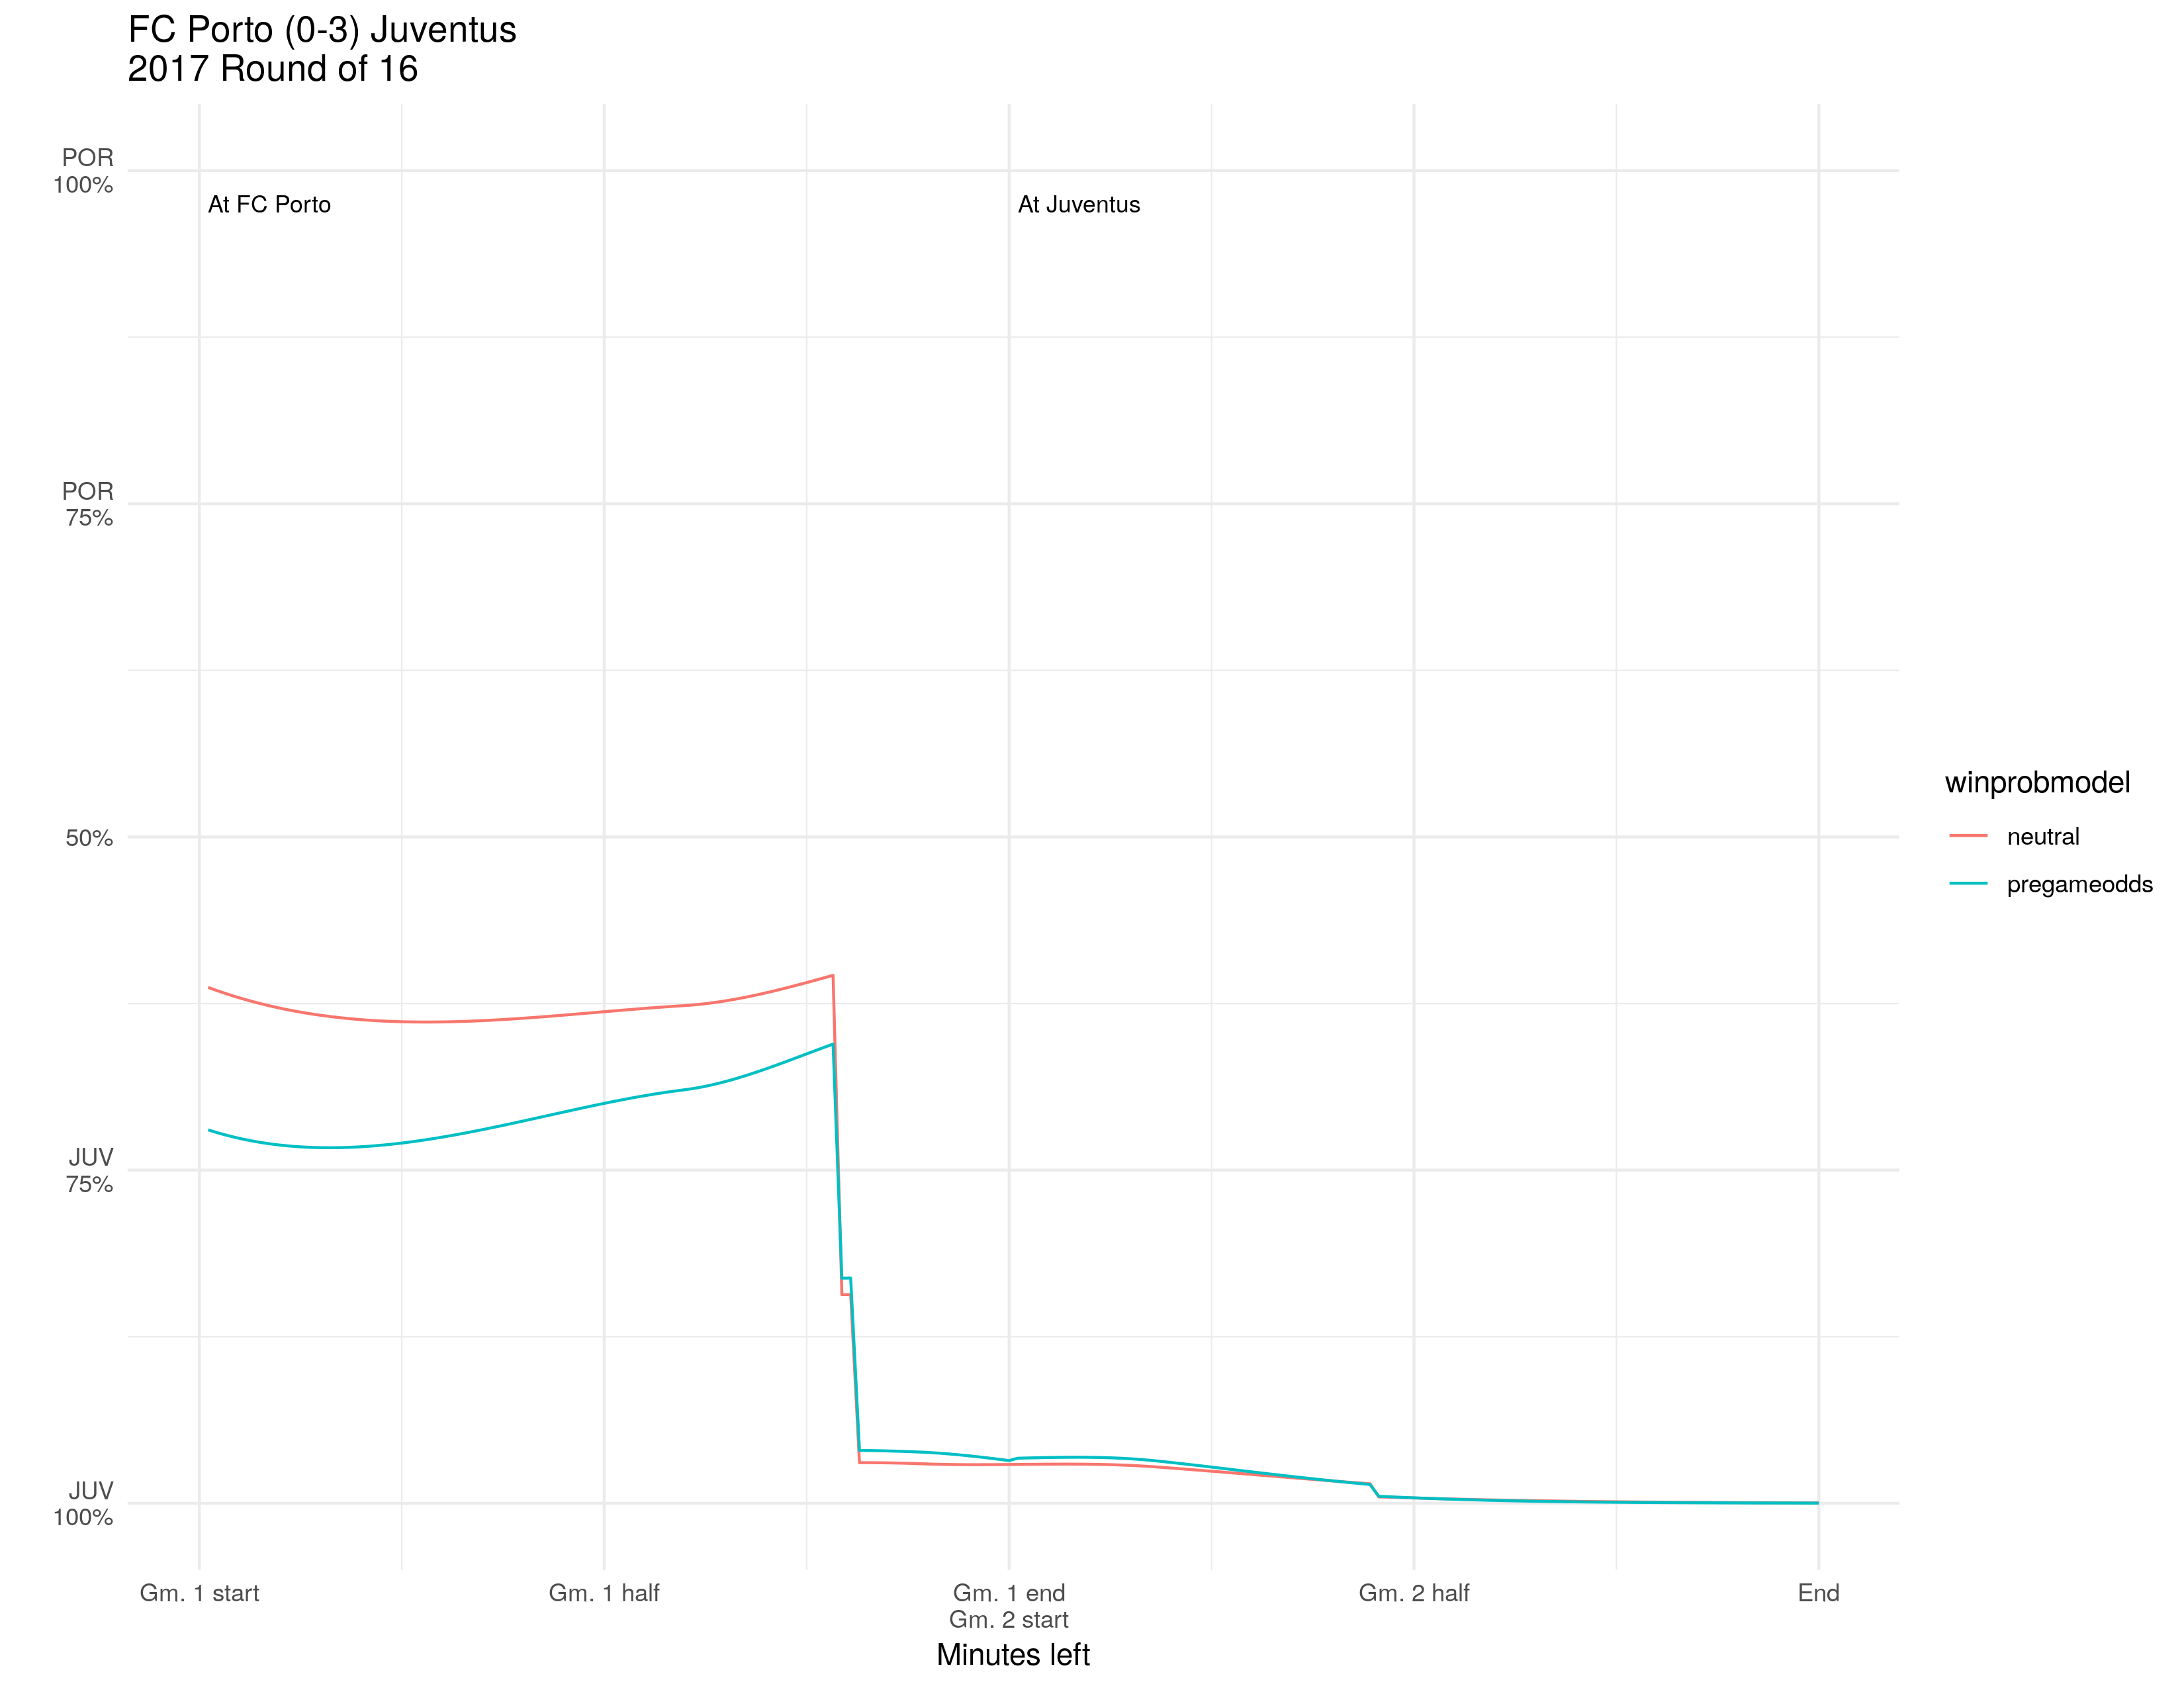 FC Porto (0-3) Juventus
2017 Round of 16
POR
100%
At FC Porto
At Juventus
POR
75%
50%
JUV
75%
JUV
100%
winprobmodel
neutral
pregameodds
Gm. 1 start
Gm. 1 half
Gm. 1 end
Gm. 2 start
Gm. 2 half
End
Minutes left